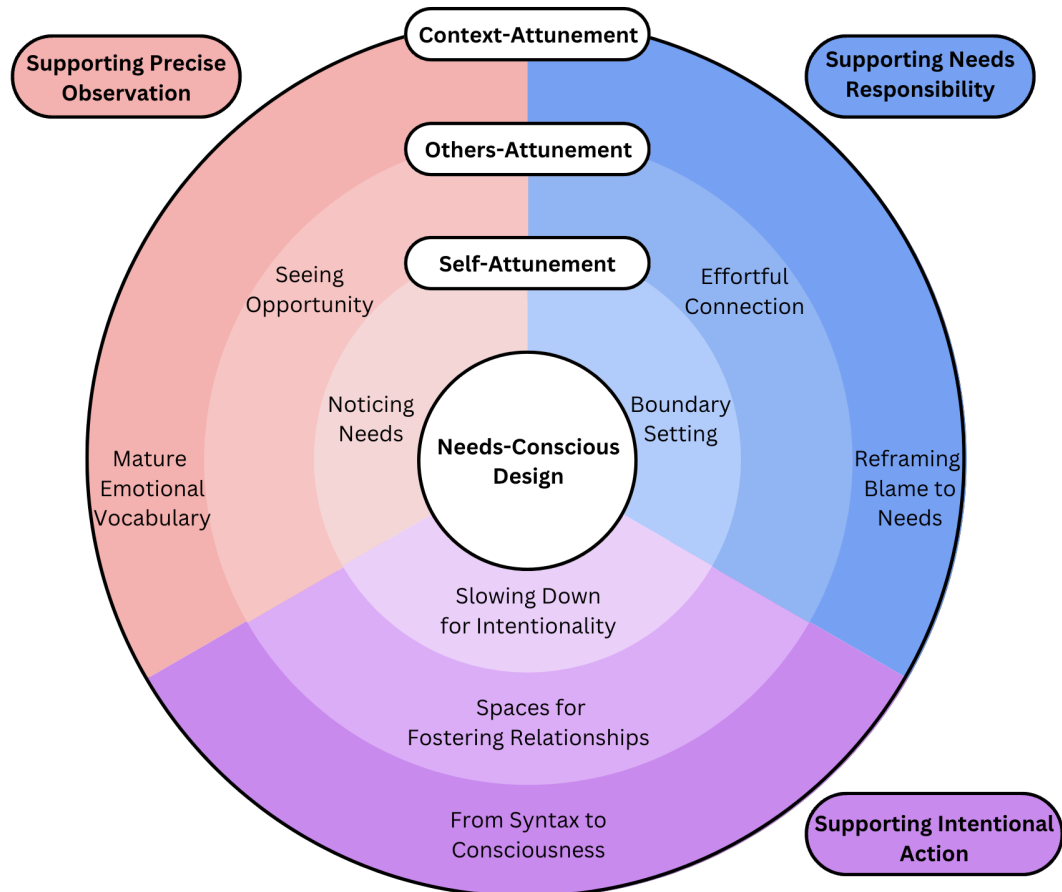 Context-Attunement
Supporting Precise
Observation
Supporting Needs
Responsibility
Others-Attunement
Self-Attunement
Seeing
Opportunity
Effortful
Connection
Noticing
Needs
Boundary
Setting
Needs-Conscious
Design
Mature
Emotional
Vocabulary
Reframing
Blame to
Needs
Slowing Down
for Intentionality
Spaces for
Fostering Relationships
From Syntax to
Consciousness
Supporting Intentional
Action